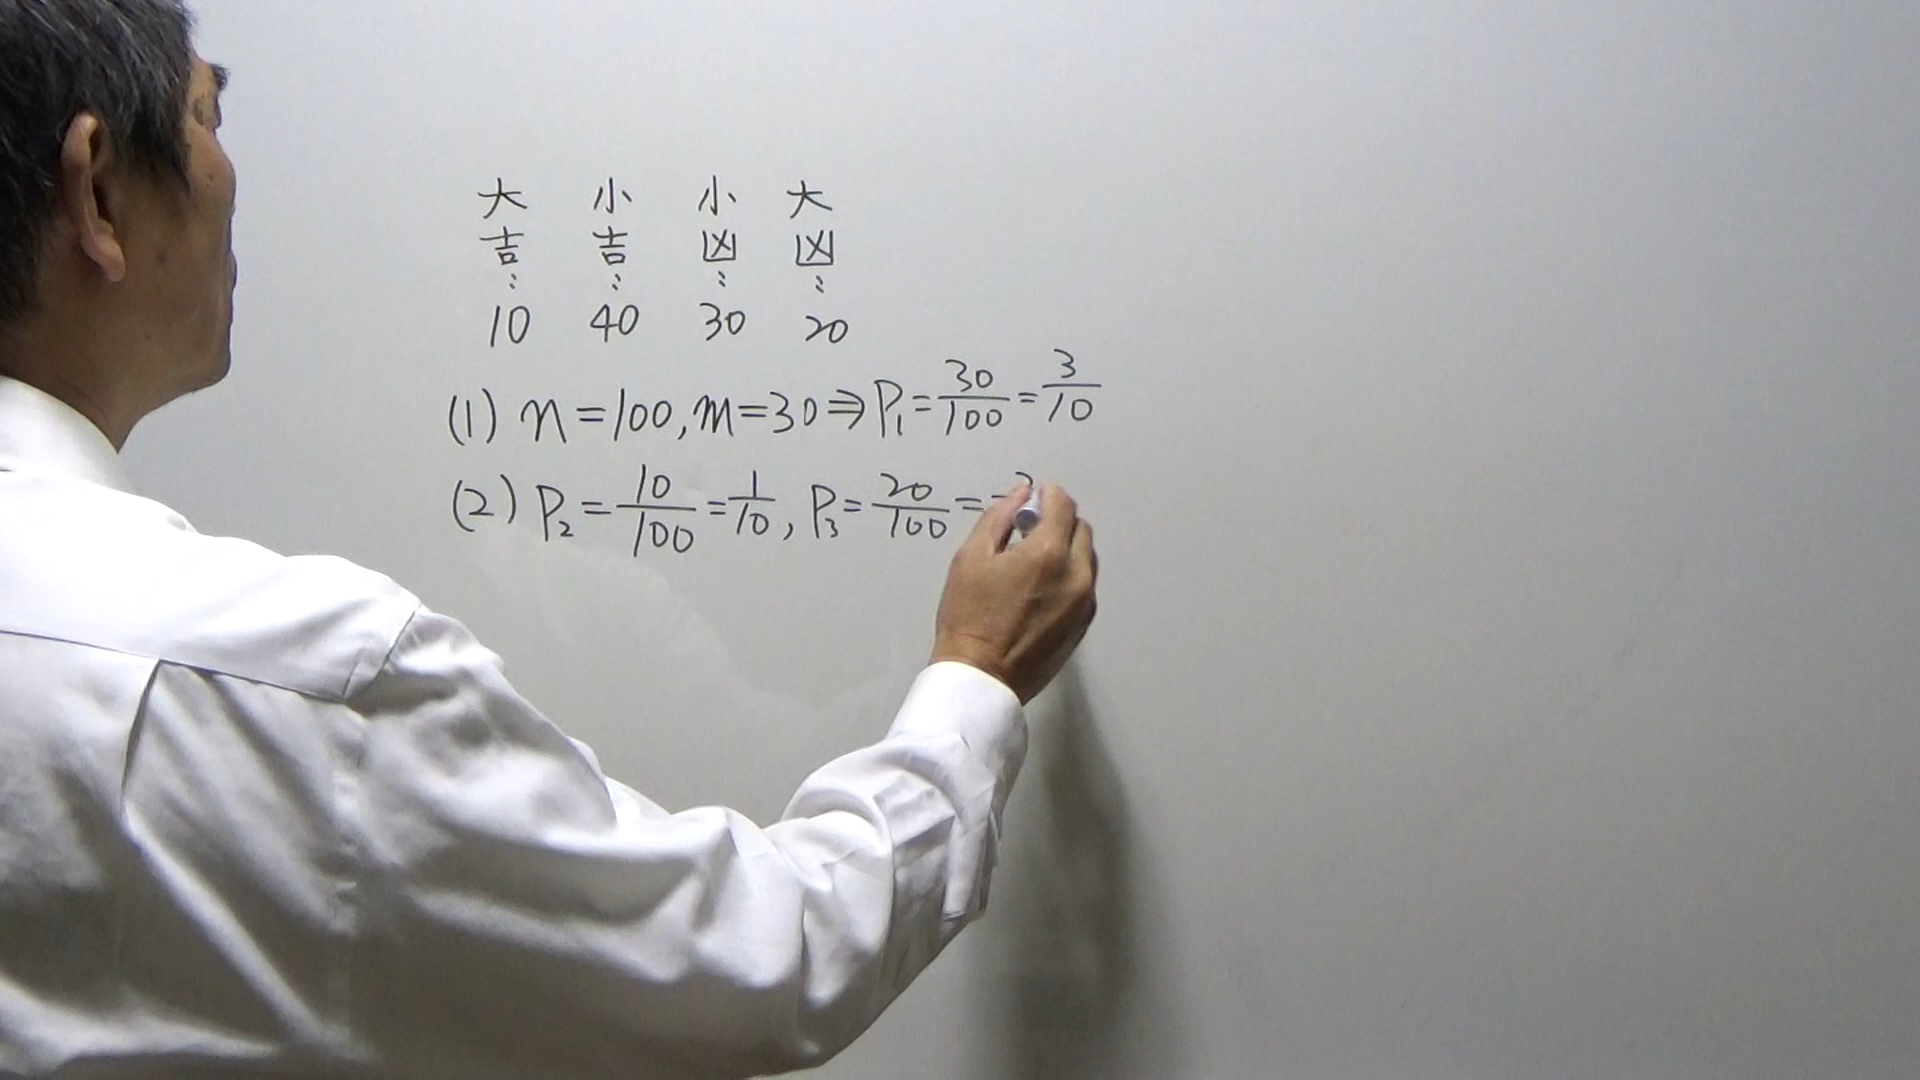 大 小 小 大
吉 吉 凶 凶
⋮ ⋮ ⋮ ⋮
10 40 30 20
(1) n=100, m=30⇒P₁=30/100=3/10
(2) P₂=10/100=1/10, P₃=20/100=